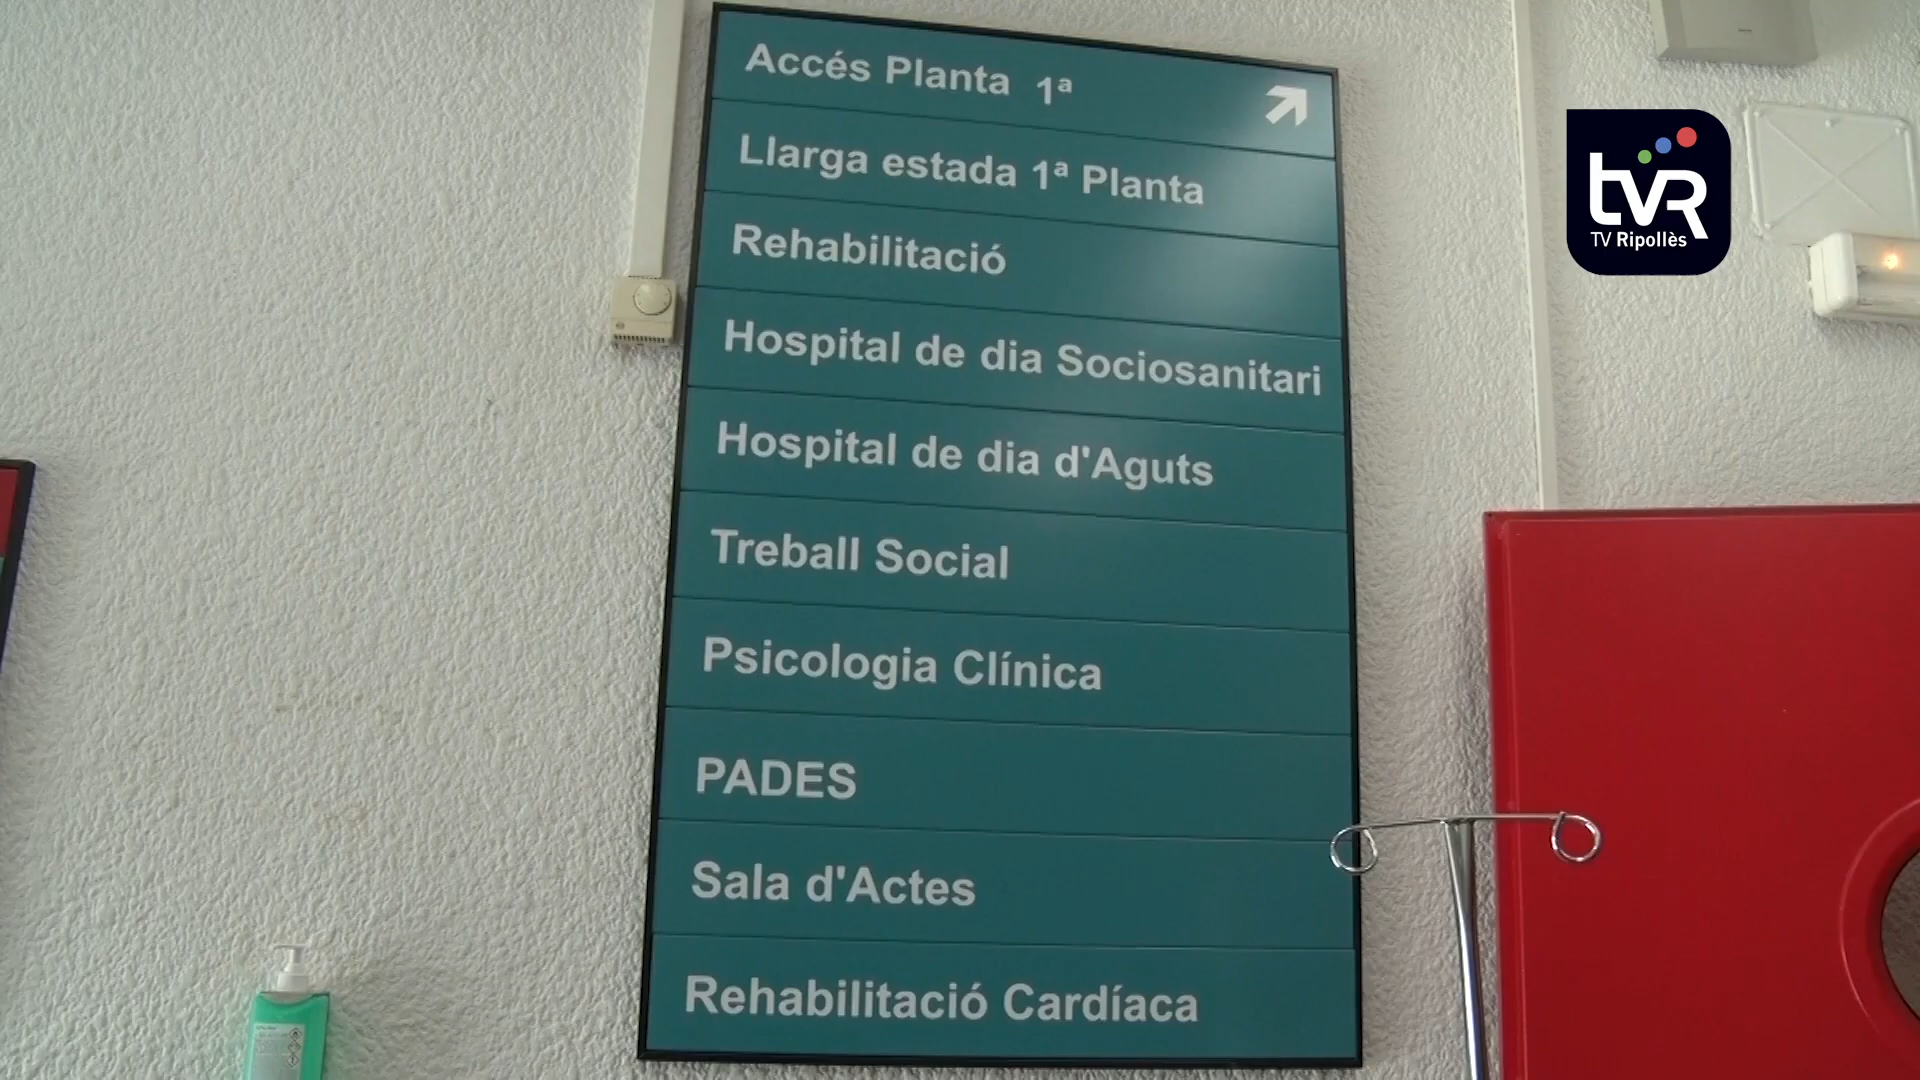 Accés Planta 1ª
Llarga estada 1ª Planta
Rehabilitació
Hospital de dia Sociosanitari
Hospital de dia d'Aguts
Treball Social
Psicologia Clínica
PADES
Sala d'Actes
Rehabilitació Cardíaca
tvR
TV Ripollès